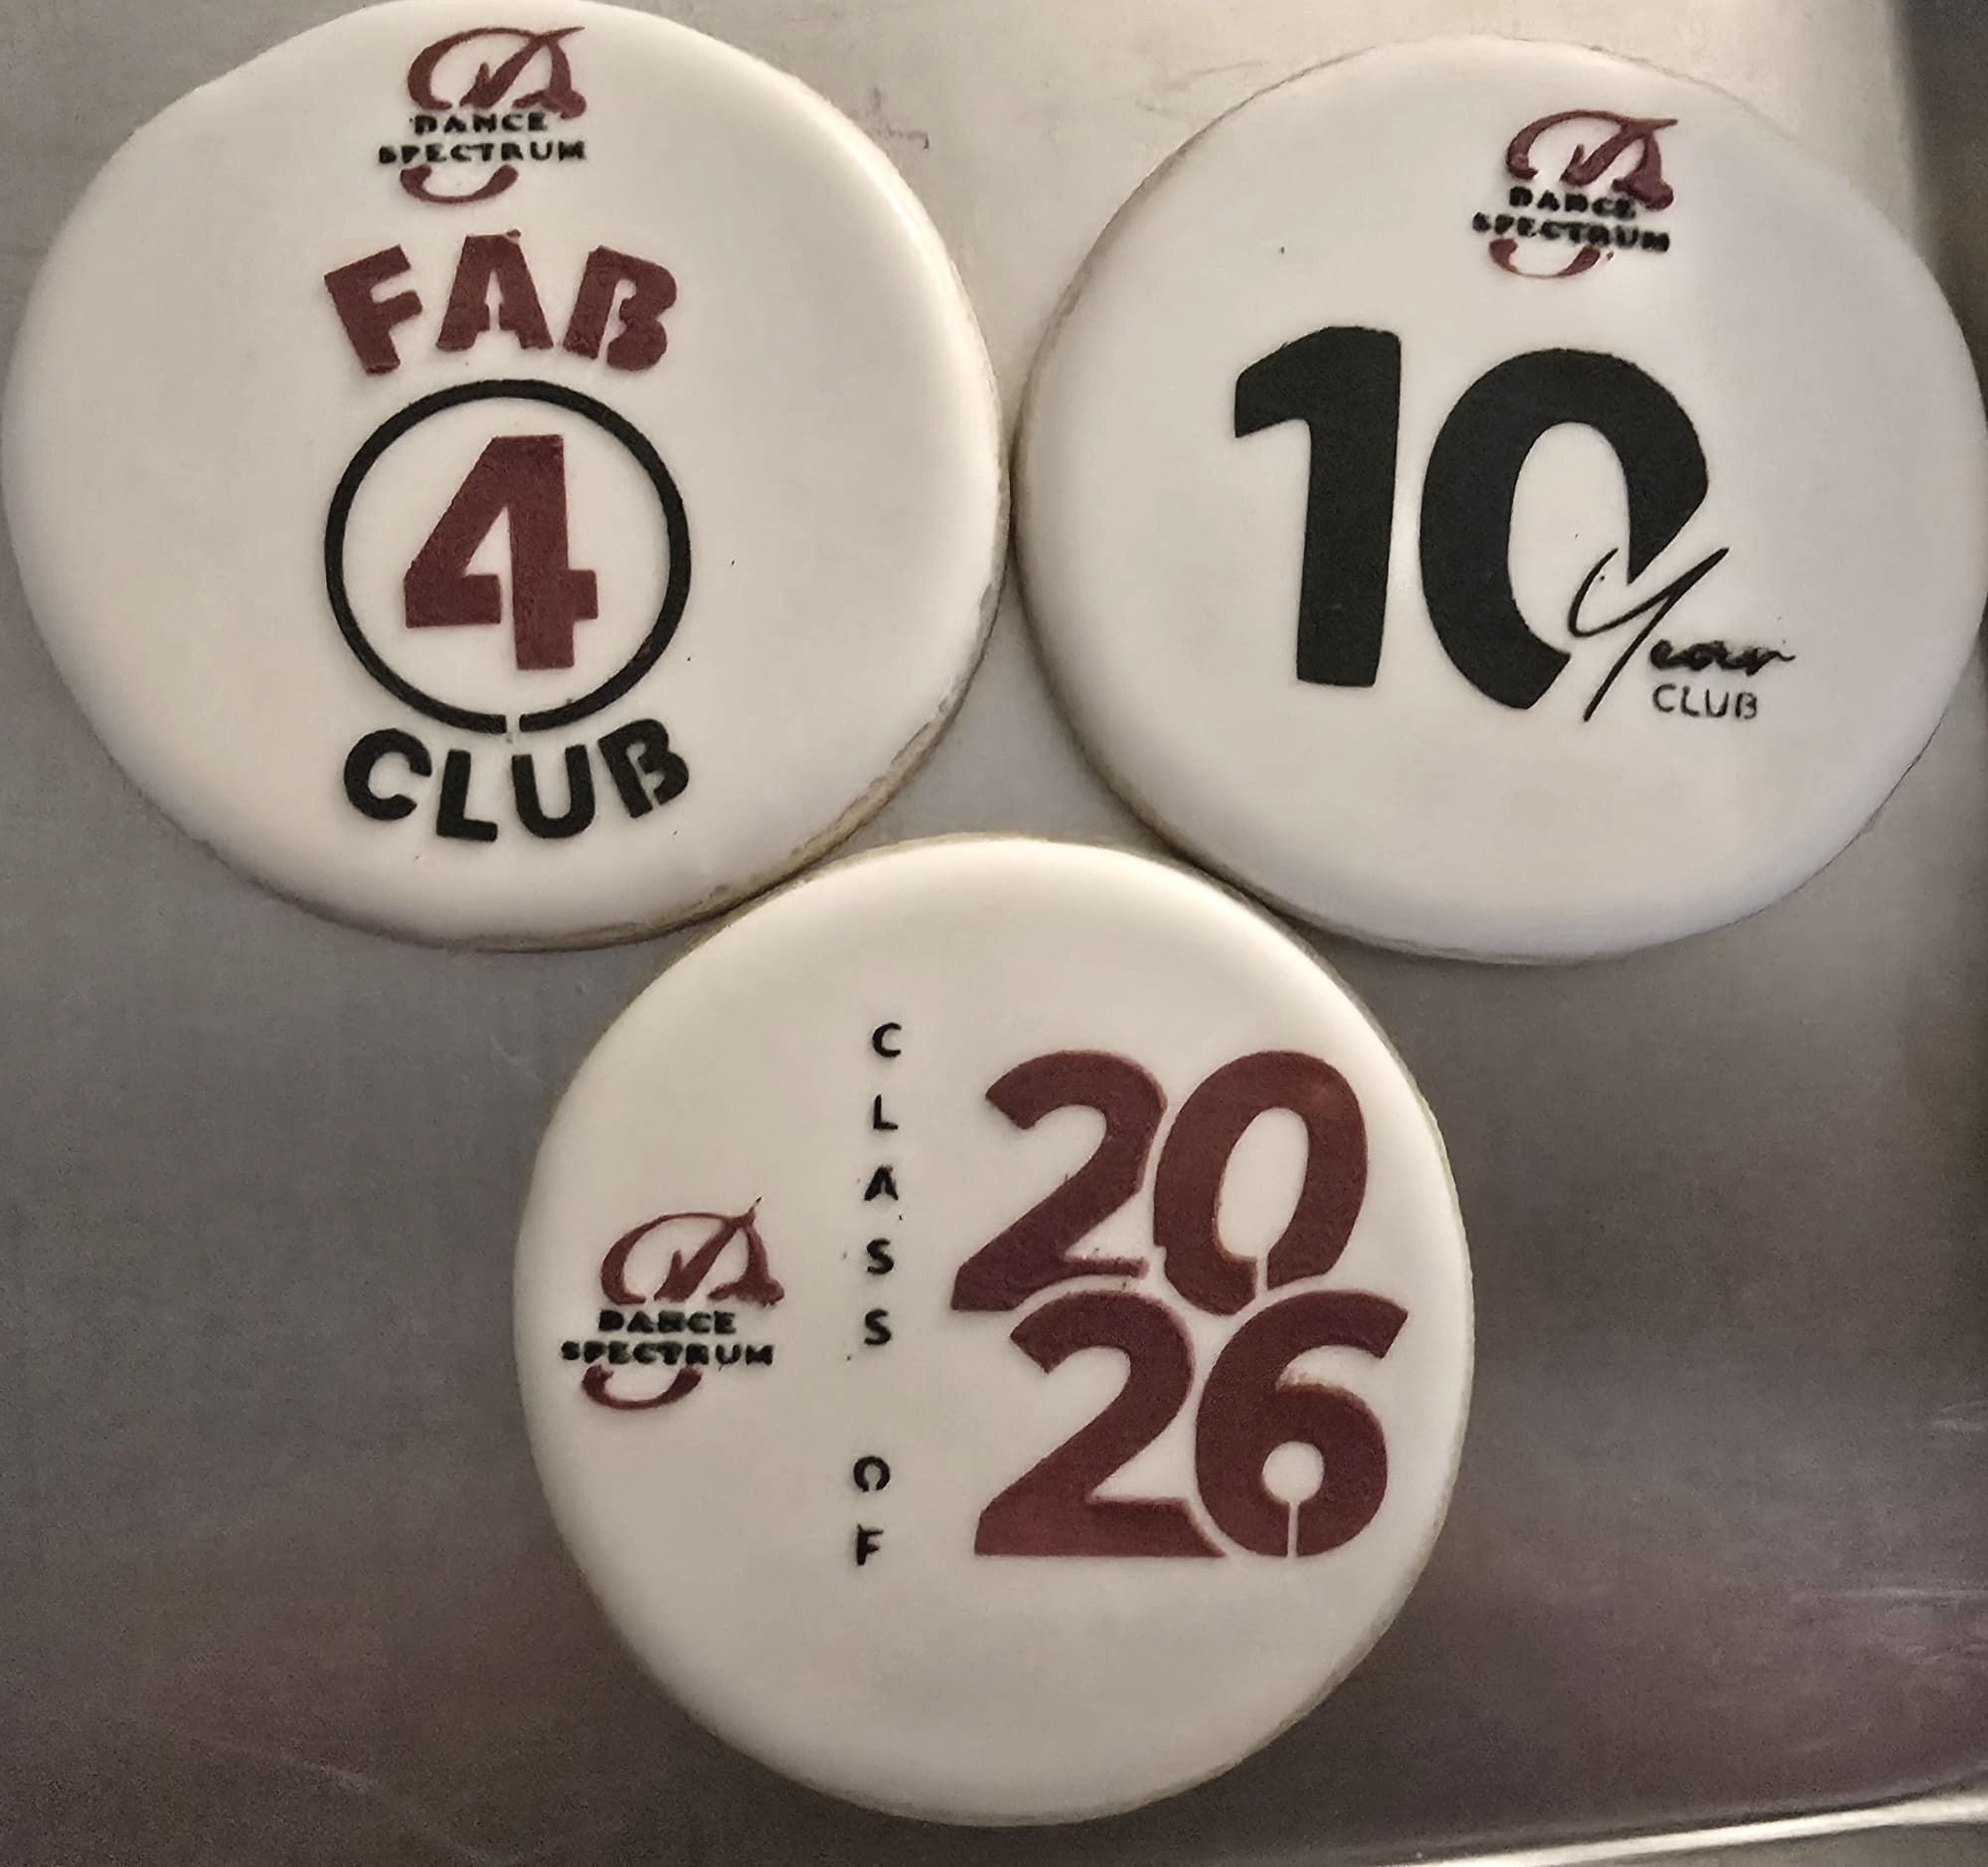 DANCE
SPECTRUM
FAB
4
CLUB
DANCE
SPECTRUM
10
Year
CLUB
DANCE
SPECTRUM
CLASS OF
20
26